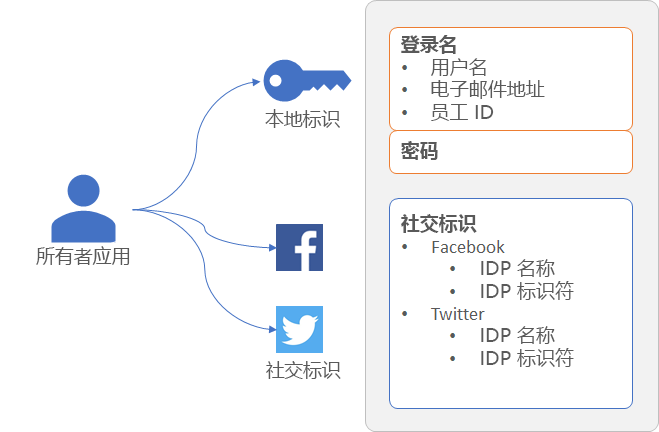 所有者应用
本地标识
社交标识
登录名
• 用户名
• 电子邮件地址
• 员工 ID
密码
社交标识
• Facebook
• IDP 名称
• IDP 标识符
• Twitter
• IDP 名称
• IDP 标识符